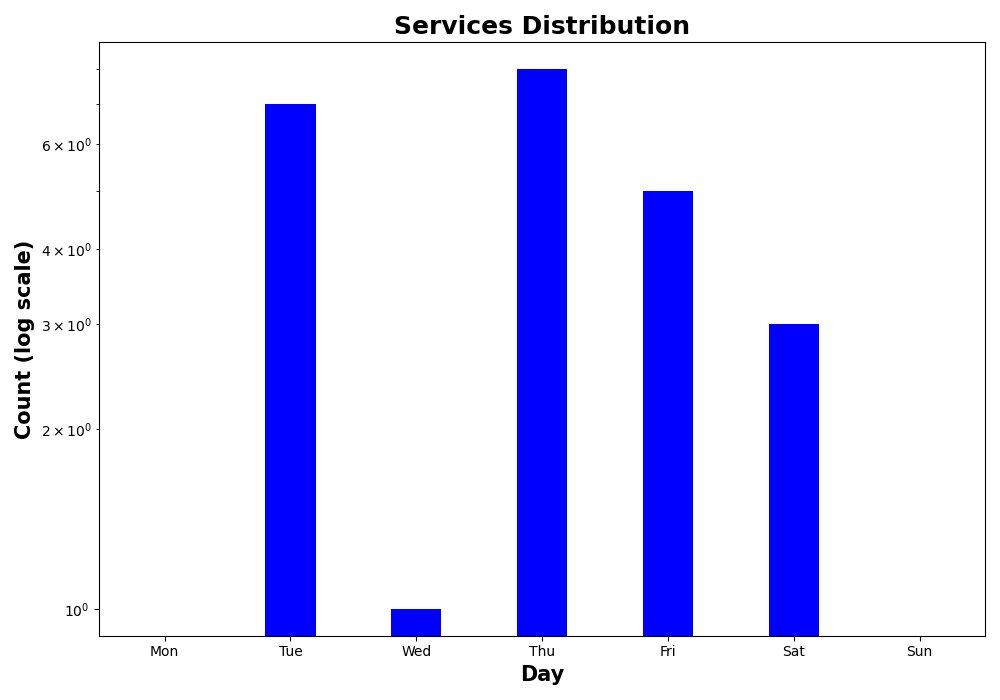 Services Distribution
Count (log scale)
6 × 10⁰
4 × 10⁰
3 × 10⁰
2 × 10⁰
10⁰
Mon Tue Wed Thu Fri Sat Sun
Day